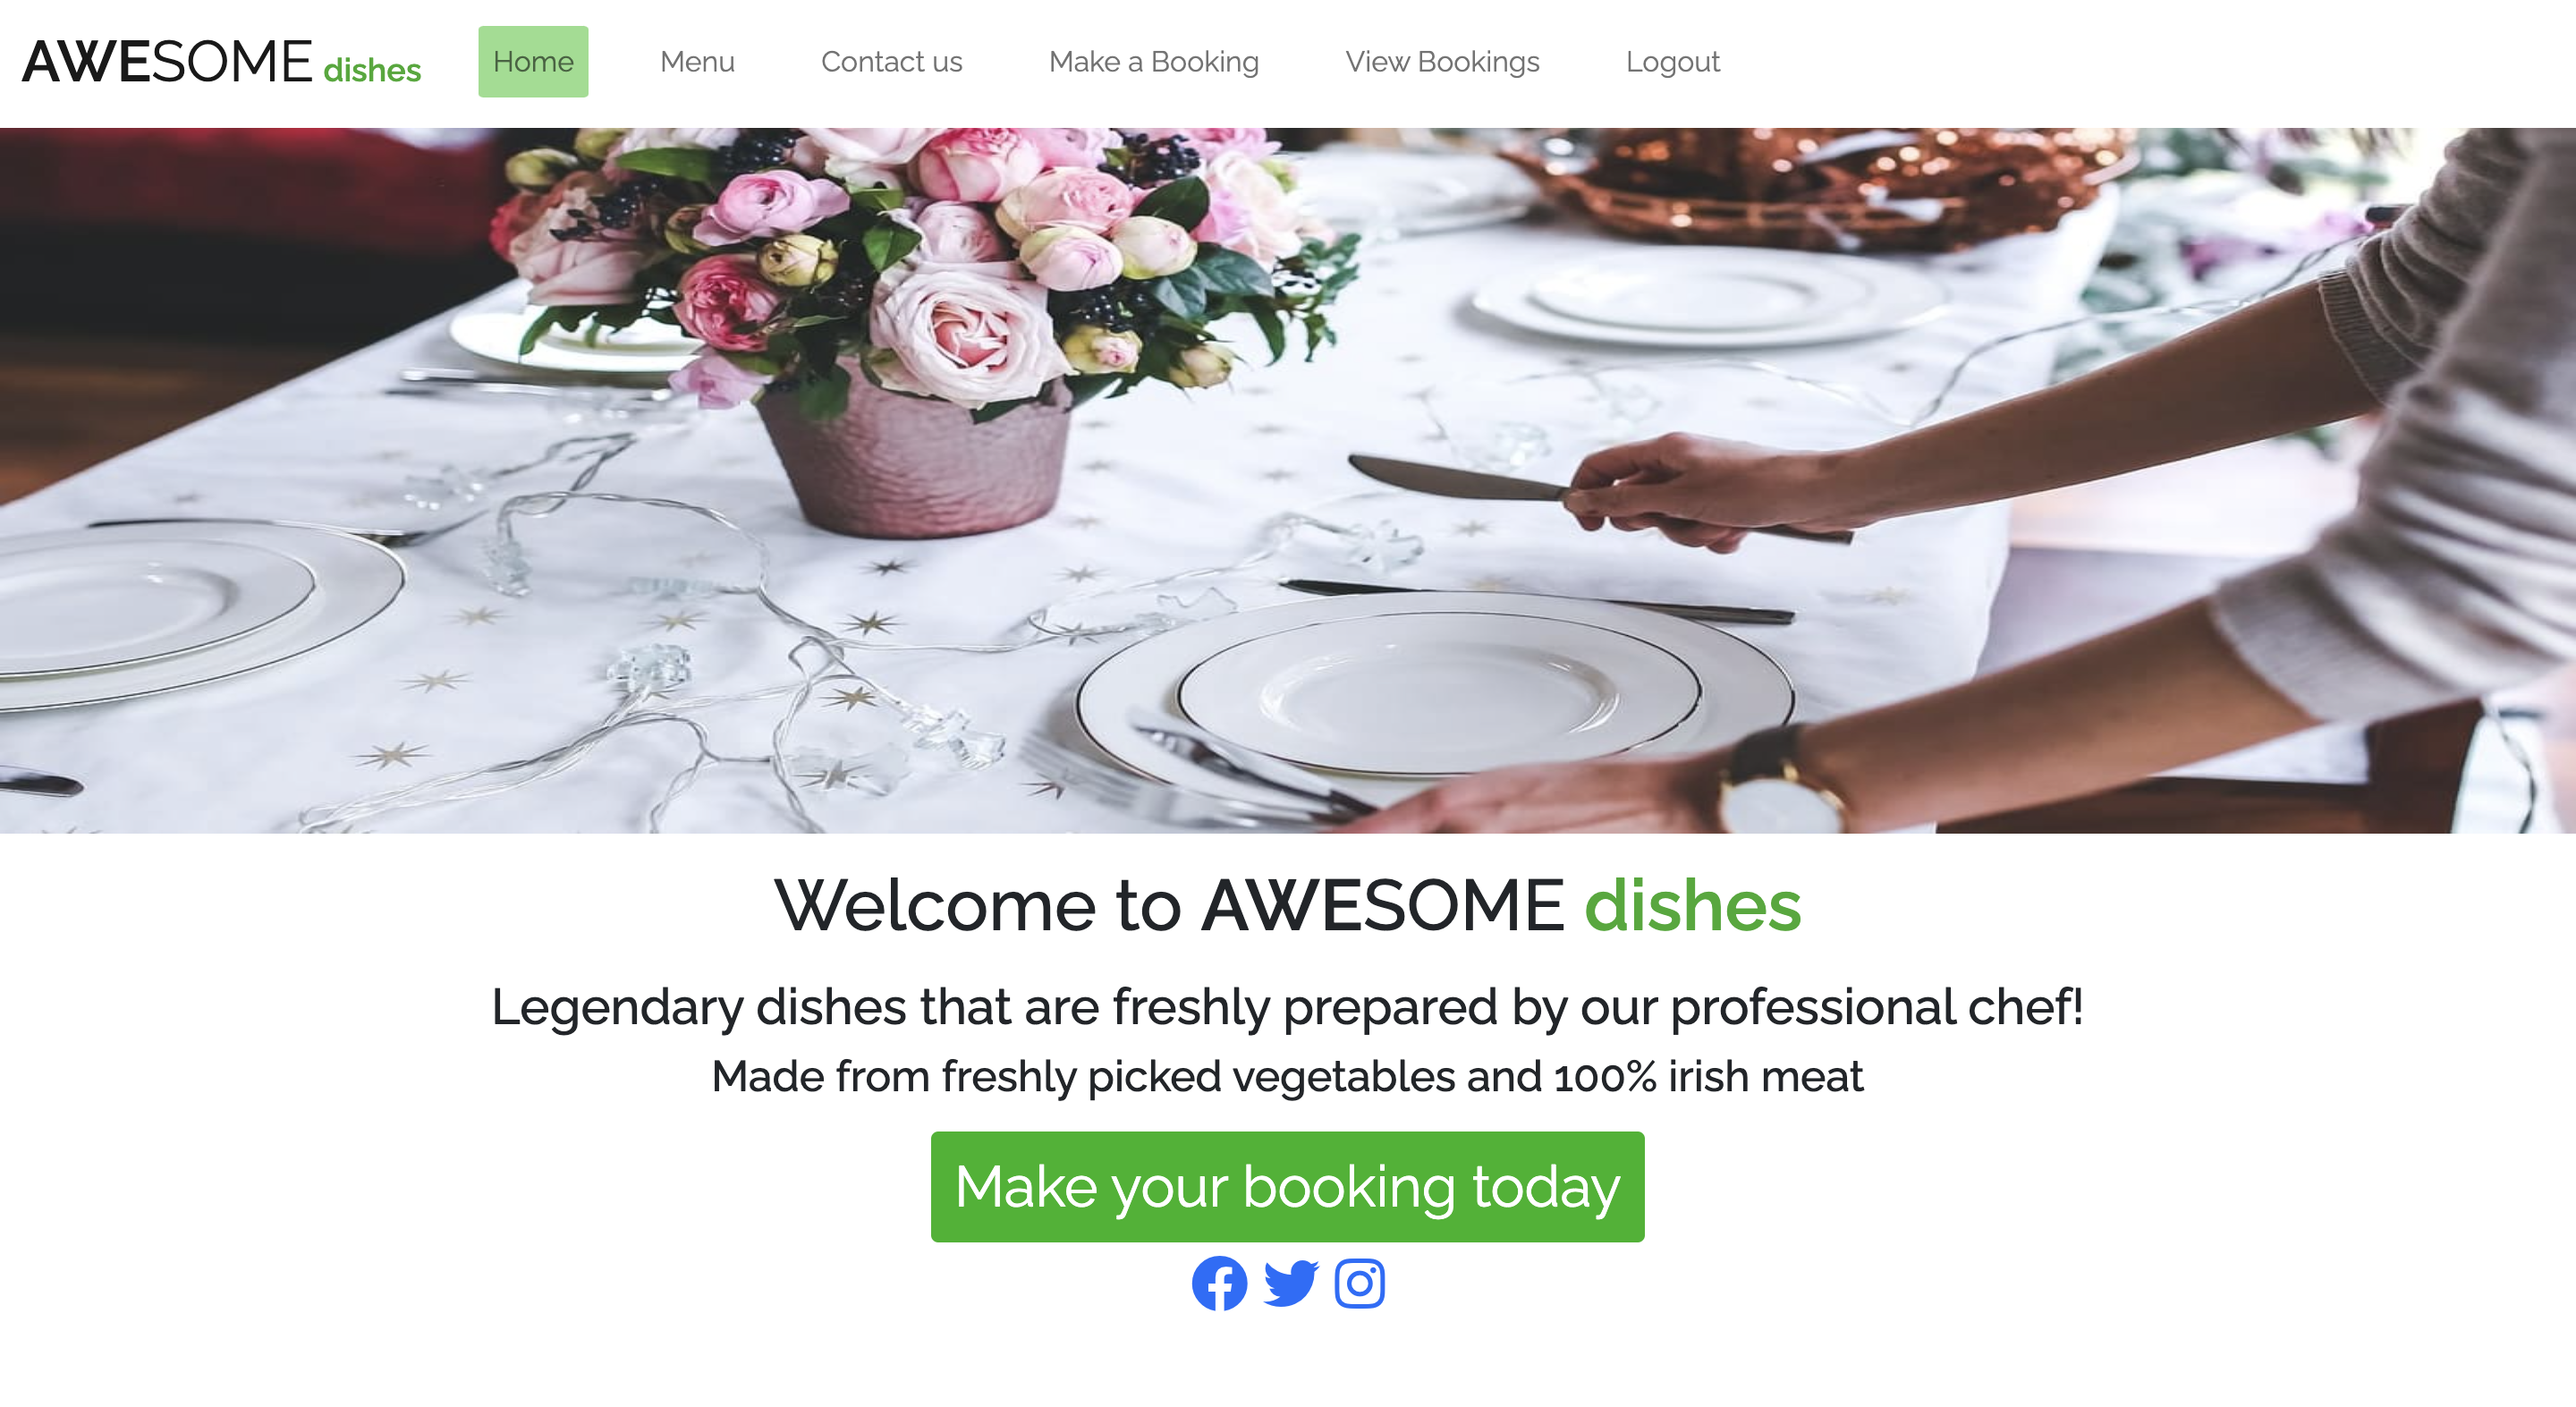 AWESOME dishes Home Menu Contact us Make a Booking View Bookings Logout
Welcome to AWESOME dishes
Legendary dishes that are freshly prepared by our professional chef!
Made from freshly picked vegetables and 100% irish meat
Make your booking today